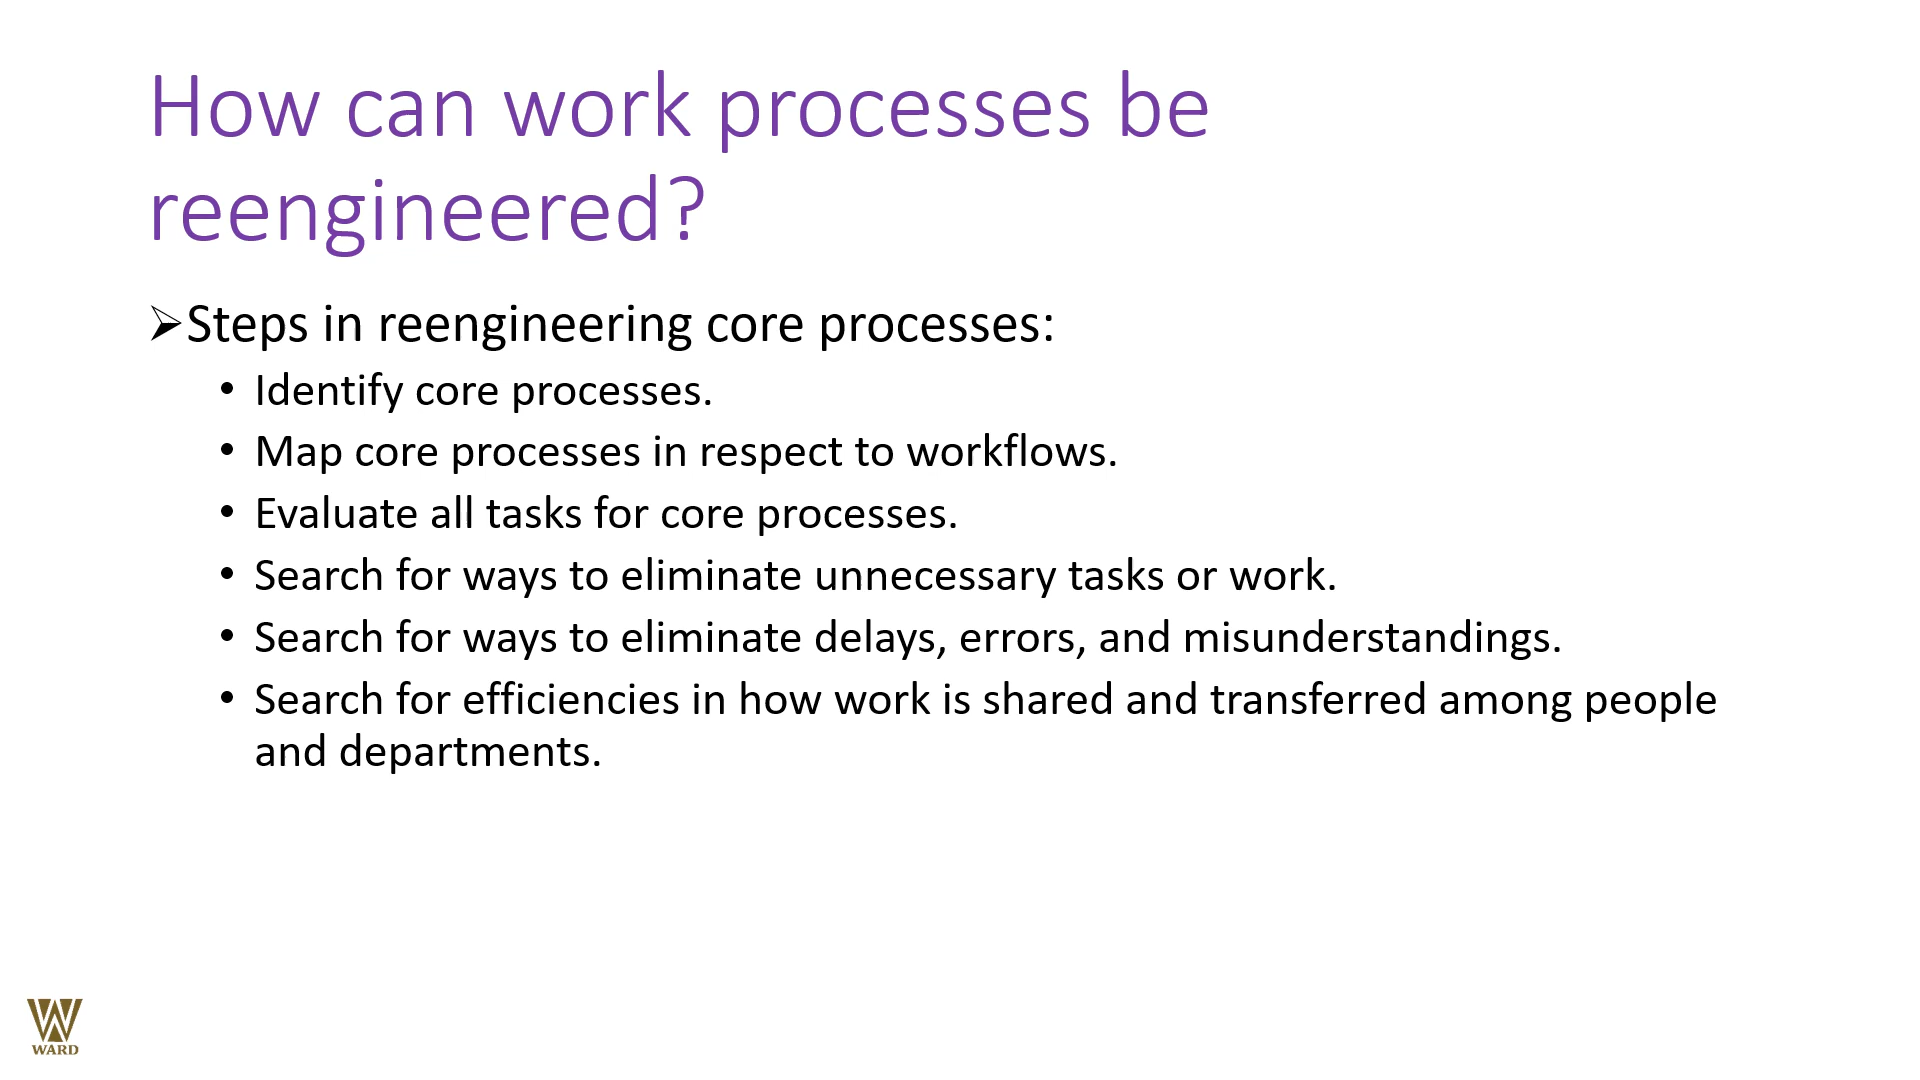 How can work processes be
reengineered?
➢Steps in reengineering core processes:
• Identify core processes.
• Map core processes in respect to workflows.
• Evaluate all tasks for core processes.
• Search for ways to eliminate unnecessary tasks or work.
• Search for ways to eliminate delays, errors, and misunderstandings.
• Search for efficiencies in how work is shared and transferred among people
and departments.
WARD